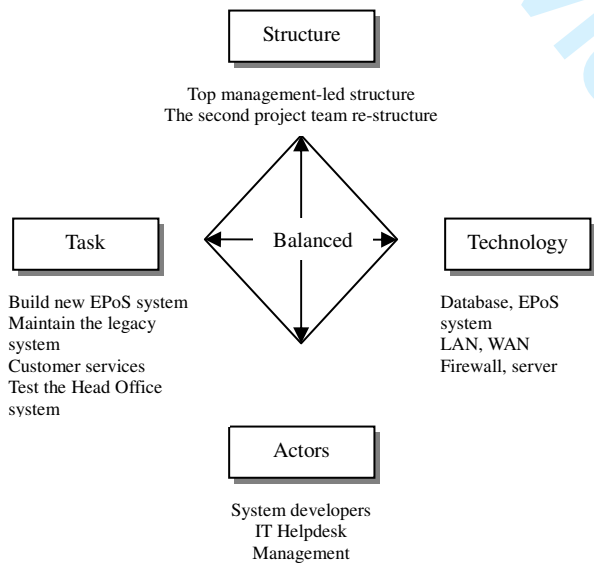 Structure
Top management-led structure
The second project team re-structure
Balanced
Task
Build new EPoS system
Maintain the legacy
system
Customer services
Test the Head Office
system
Technology
Database, EPoS
system
LAN, WAN
Firewall, server
Actors
System developers
IT Helpdesk
Management